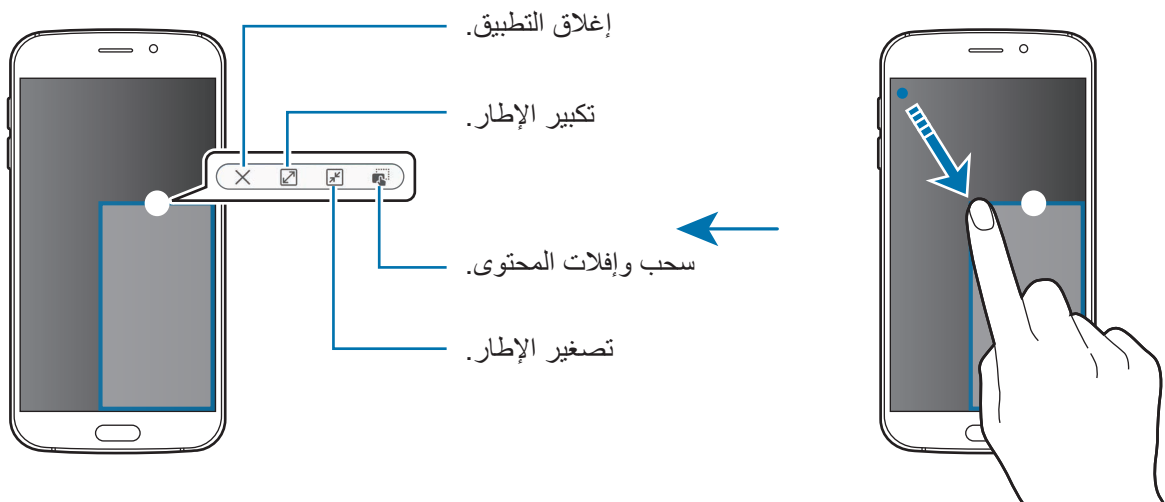 إغلاق التطبيق.
تكبير الإطار.
سحب وإفلات المحتوى.
تصغير الإطار.